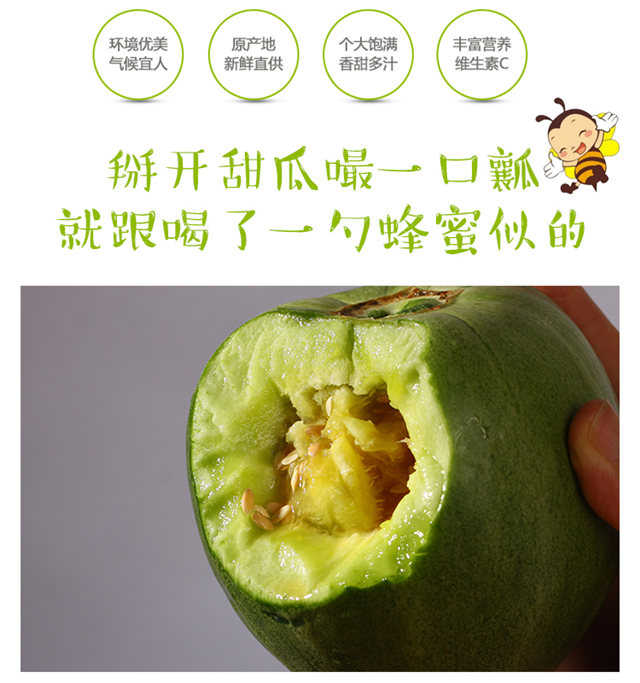 环境优美
气候宜人
原产地
新鲜直供
个大饱满
香甜多汁
丰富营养
维生素C
掰开甜瓜嘬一口瓤
就跟喝了一勺蜂蜜似的